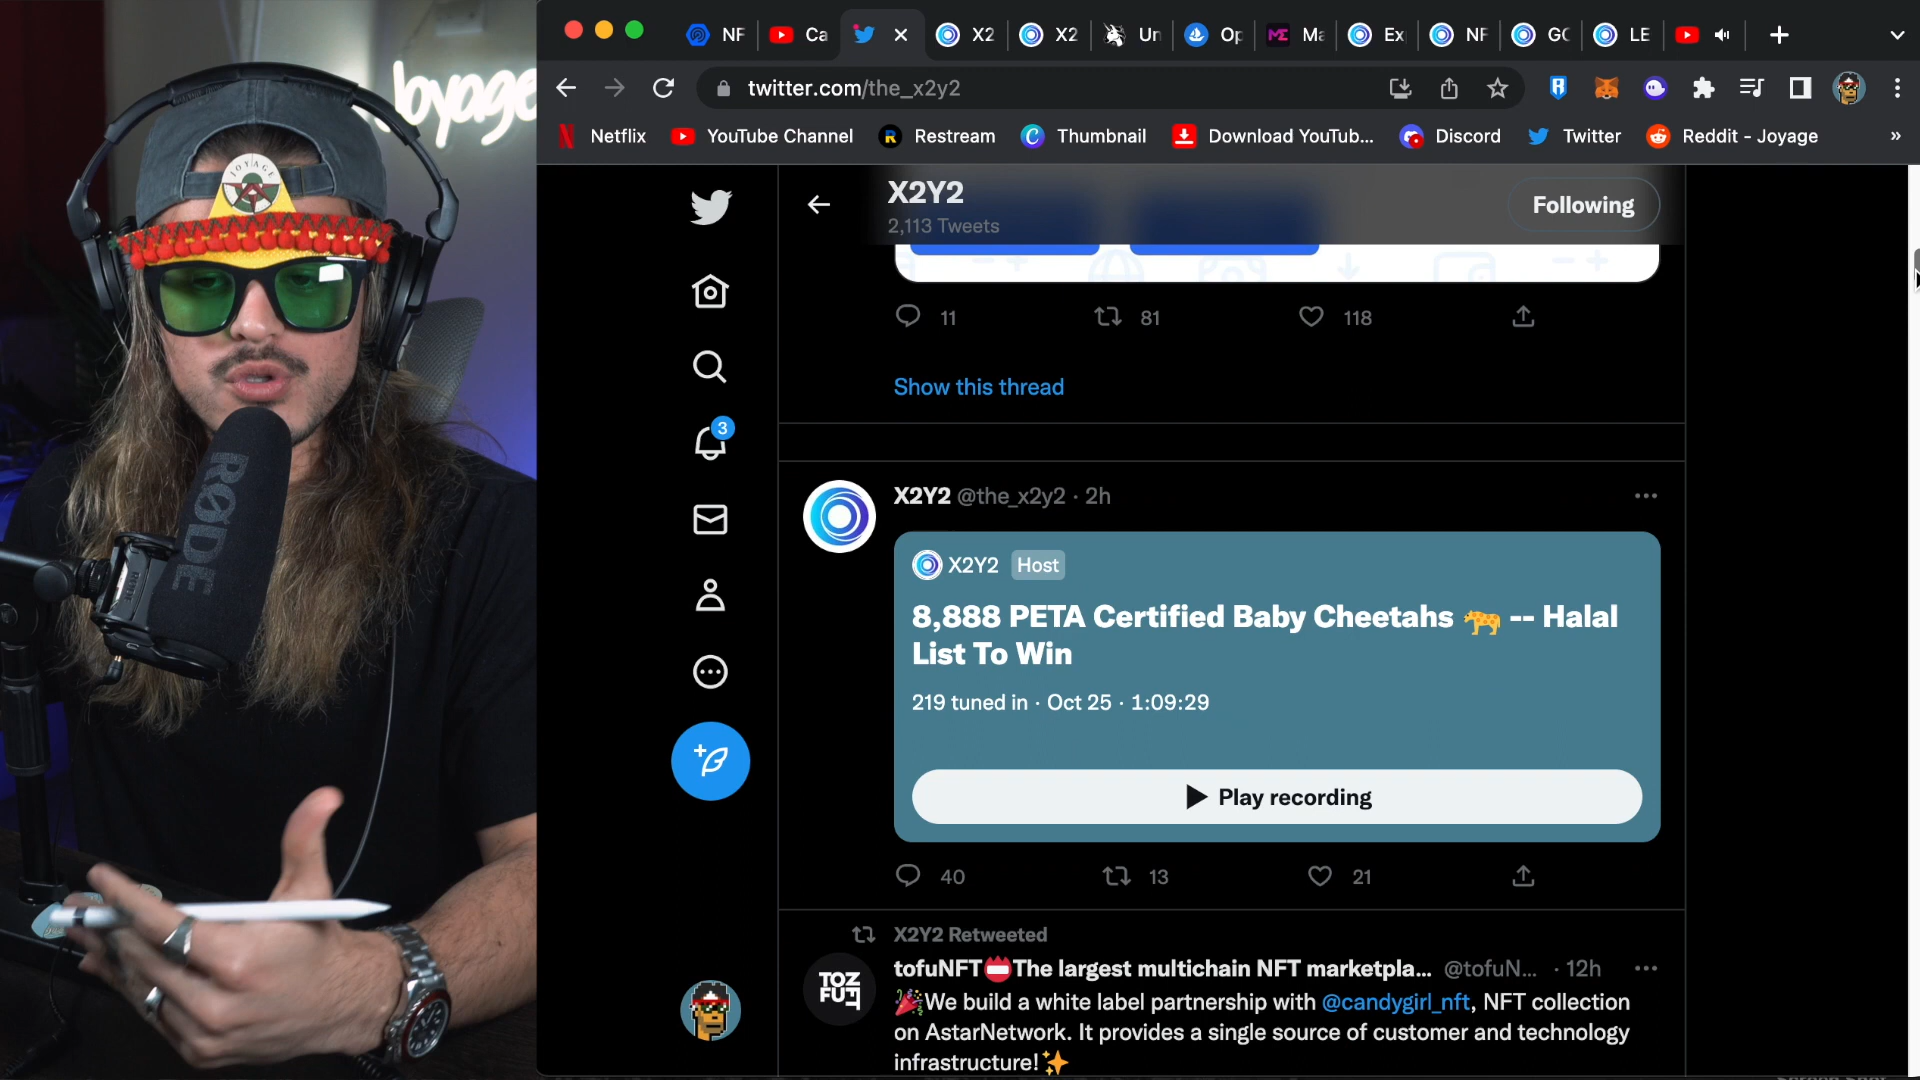 NF
Ca
X2
X2
Un
Op
Ma
Ex
NF
GO
LE
twitter.com/the_x2y2
Netflix
YouTube Channel
Restream
Thumbnail
Download YouTub...
Discord
Twitter
Reddit - Joyage
»
X2Y2
2,113 Tweets
Following
11
81
118
Show this thread
3
X2Y2 @the_x2y2 · 2h
X2Y2 Host
8,888 PETA Certified Baby Cheetahs 🐆 -- Halal
List To Win
219 tuned in · Oct 25 · 1:09:29
Play recording
40
13
21
X2Y2 Retweeted
tofuNFT📛The largest multichain NFT marketpla... @tofuN... · 12h
🎉We build a white label partnership with @candygirl_nft, NFT collection
on AstarNetwork. It provides a single source of customer and technology
infrastructure!✨
JOYAGE
RØDE